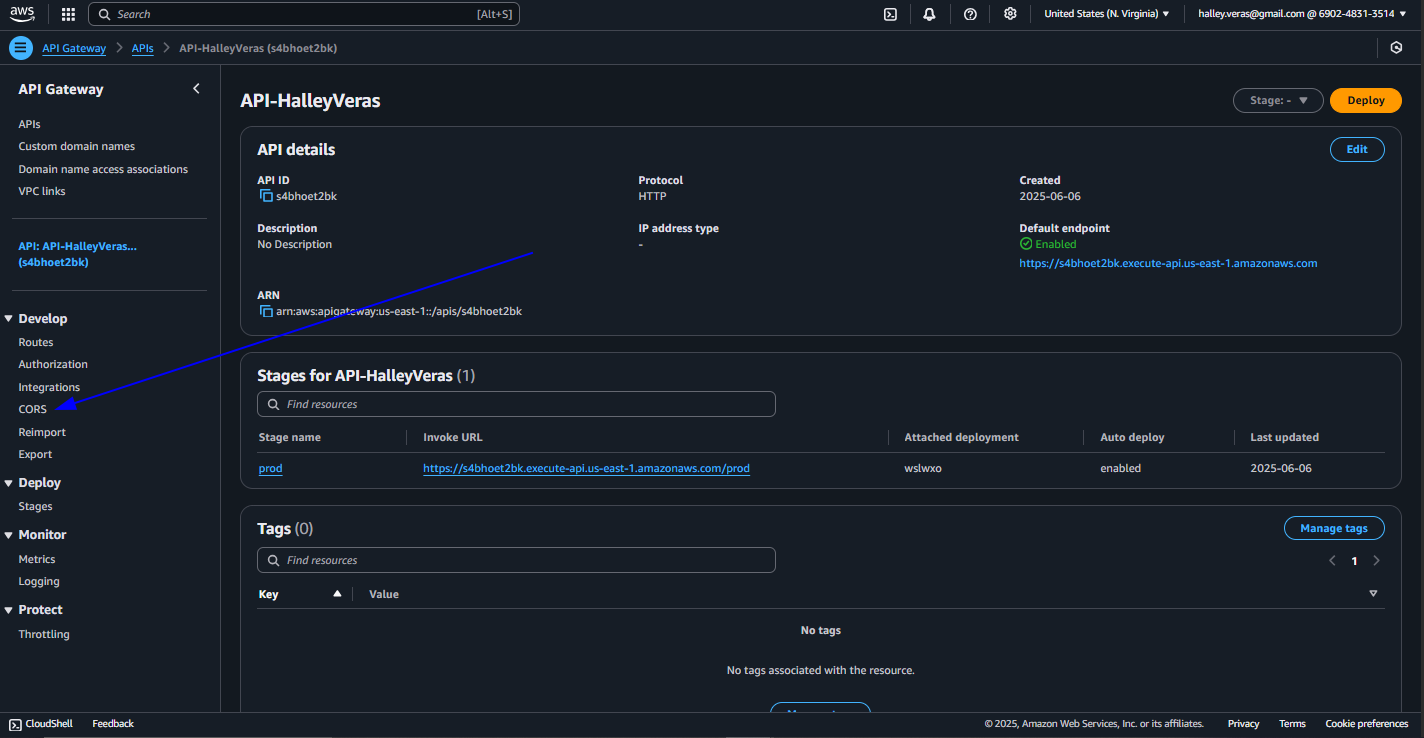 aws
Search [Alt+S]
United States (N. Virginia) halley.veras@gmail.com @ 6902-4831-3514
API Gateway APIs API-HalleyVeras (s4bhoet2bk)
API Gateway
APIs
Custom domain names
Domain name access associations
VPC links
API: API-HalleyVeras...
(s4bhoet2bk)
Develop
Routes
Authorization
Integrations
CORS
Reimport
Export
Deploy
Stages
Monitor
Metrics
Logging
Protect
Throttling
API-HalleyVeras
Stage: -
Deploy
API details
Edit
API ID
s4bhoet2bk
Protocol
HTTP
Created
2025-06-06
Description
No Description
IP address type
-
Default endpoint
Enabled
https://s4bhoet2bk.execute-api.us-east-1.amazonaws.com
ARN
arn:aws:apigateway:us-east-1::/apis/s4bhoet2bk
Stages for API-HalleyVeras (1)
Find resources
Stage name Invoke URL Attached deployment Auto deploy Last updated
prod https://s4bhoet2bk.execute-api.us-east-1.amazonaws.com/prod wslwxo enabled 2025-06-06
Tags (0)
Manage tags
Find resources
1
Key Value
No tags
No tags associated with the resource.
CloudShell Feedback © 2025, Amazon Web Services, Inc. or its affiliates. Privacy Terms Cookie preferences